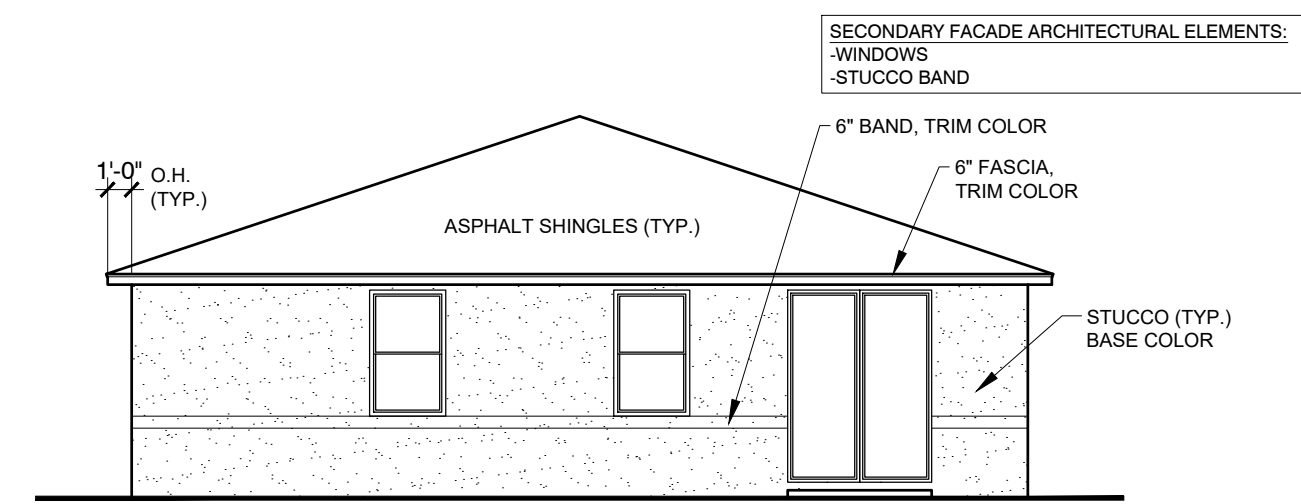 SECONDARY FACADE ARCHITECTURAL ELEMENTS:
-WINDOWS
-STUCCO BAND
6" BAND, TRIM COLOR
1'-0" O.H.
(TYP.)
6" FASCIA,
TRIM COLOR
ASPHALT SHINGLES (TYP.)
STUCCO (TYP.)
BASE COLOR